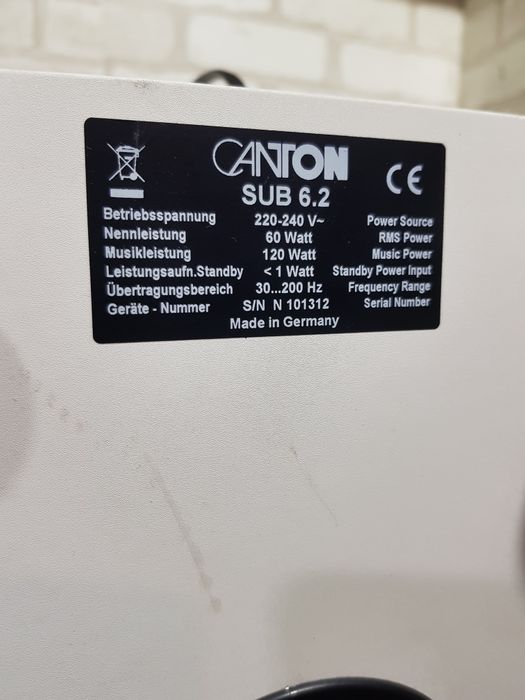 CANTON
CE
SUB 6.2
Betriebsspannung 220-240 V~ Power Source
Nennleistung 60 Watt RMS Power
Musikleistung 120 Watt Music Power
Leistungsaufn.Standby < 1 Watt Standby Power Input
Übertragungsbereich 30...200 Hz Frequency Range
Geräte - Nummer S/N N 101312 Serial Number
Made in Germany